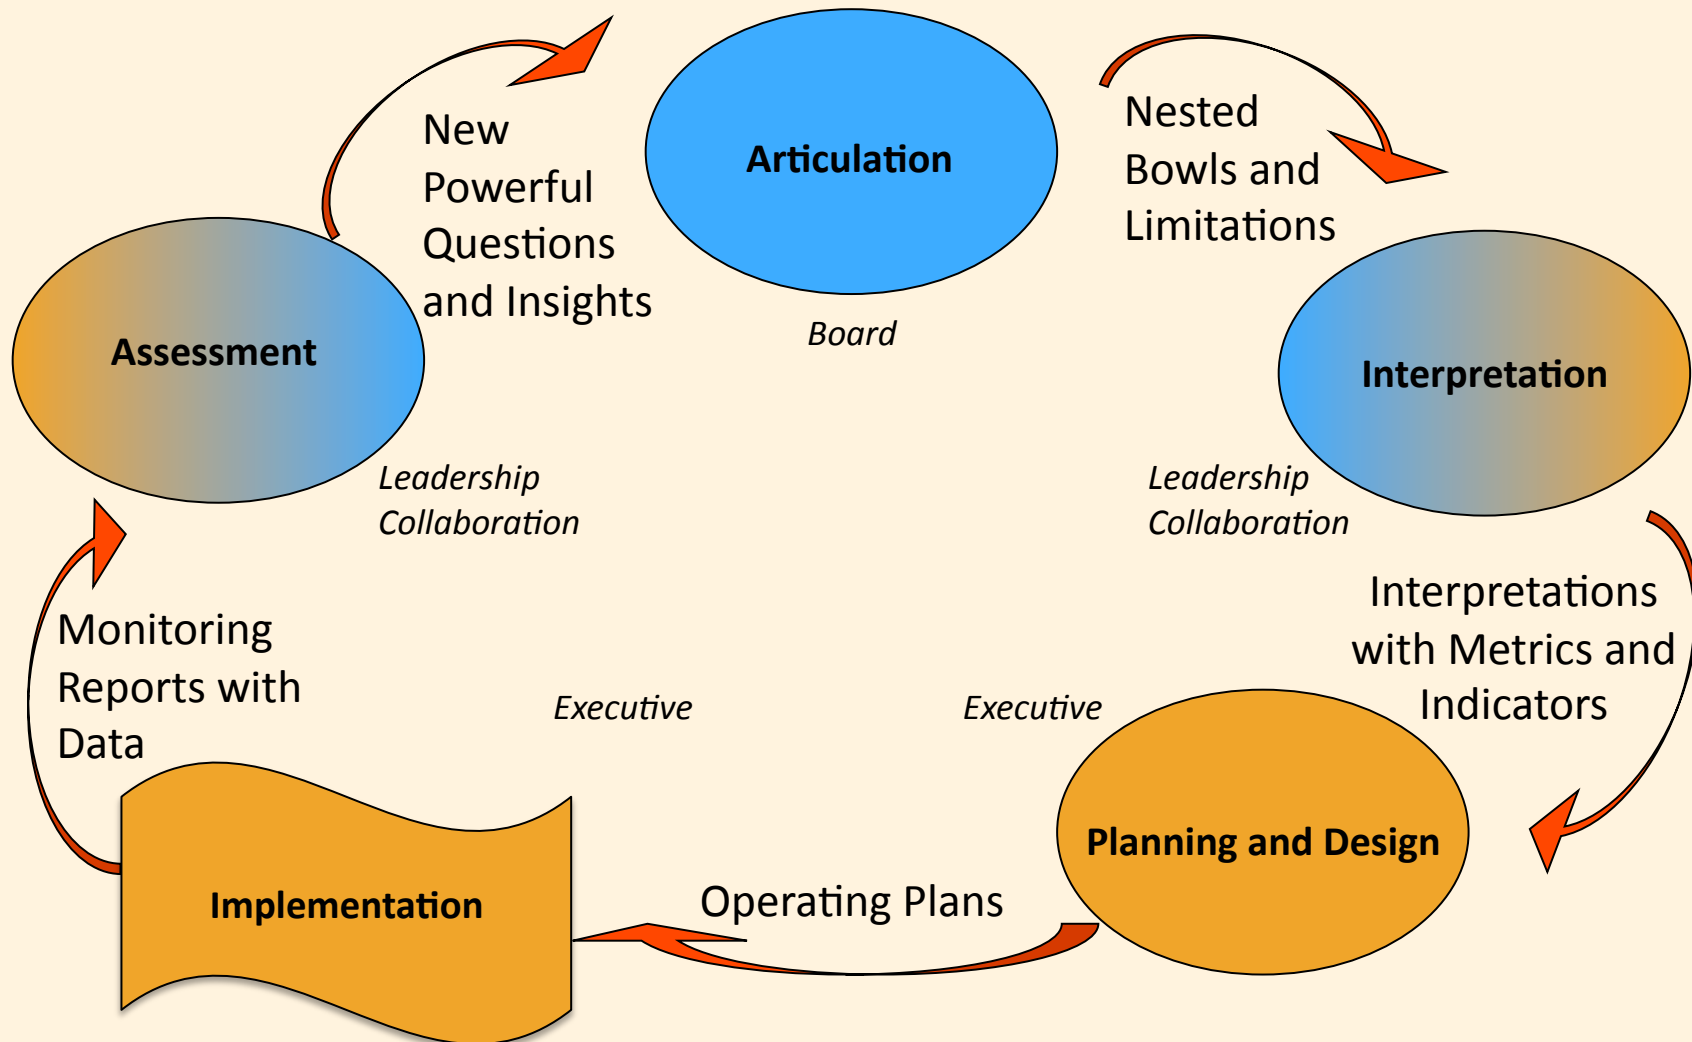 Articulation
Board
Nested
Bowls and
Limitations
Interpretation
Leadership
Collaboration
Interpretations
with Metrics and
Indicators
Planning and Design
Executive
Operating Plans
Implementation
Executive
Monitoring
Reports with
Data
Assessment
Leadership
Collaboration
New
Powerful
Questions
and Insights